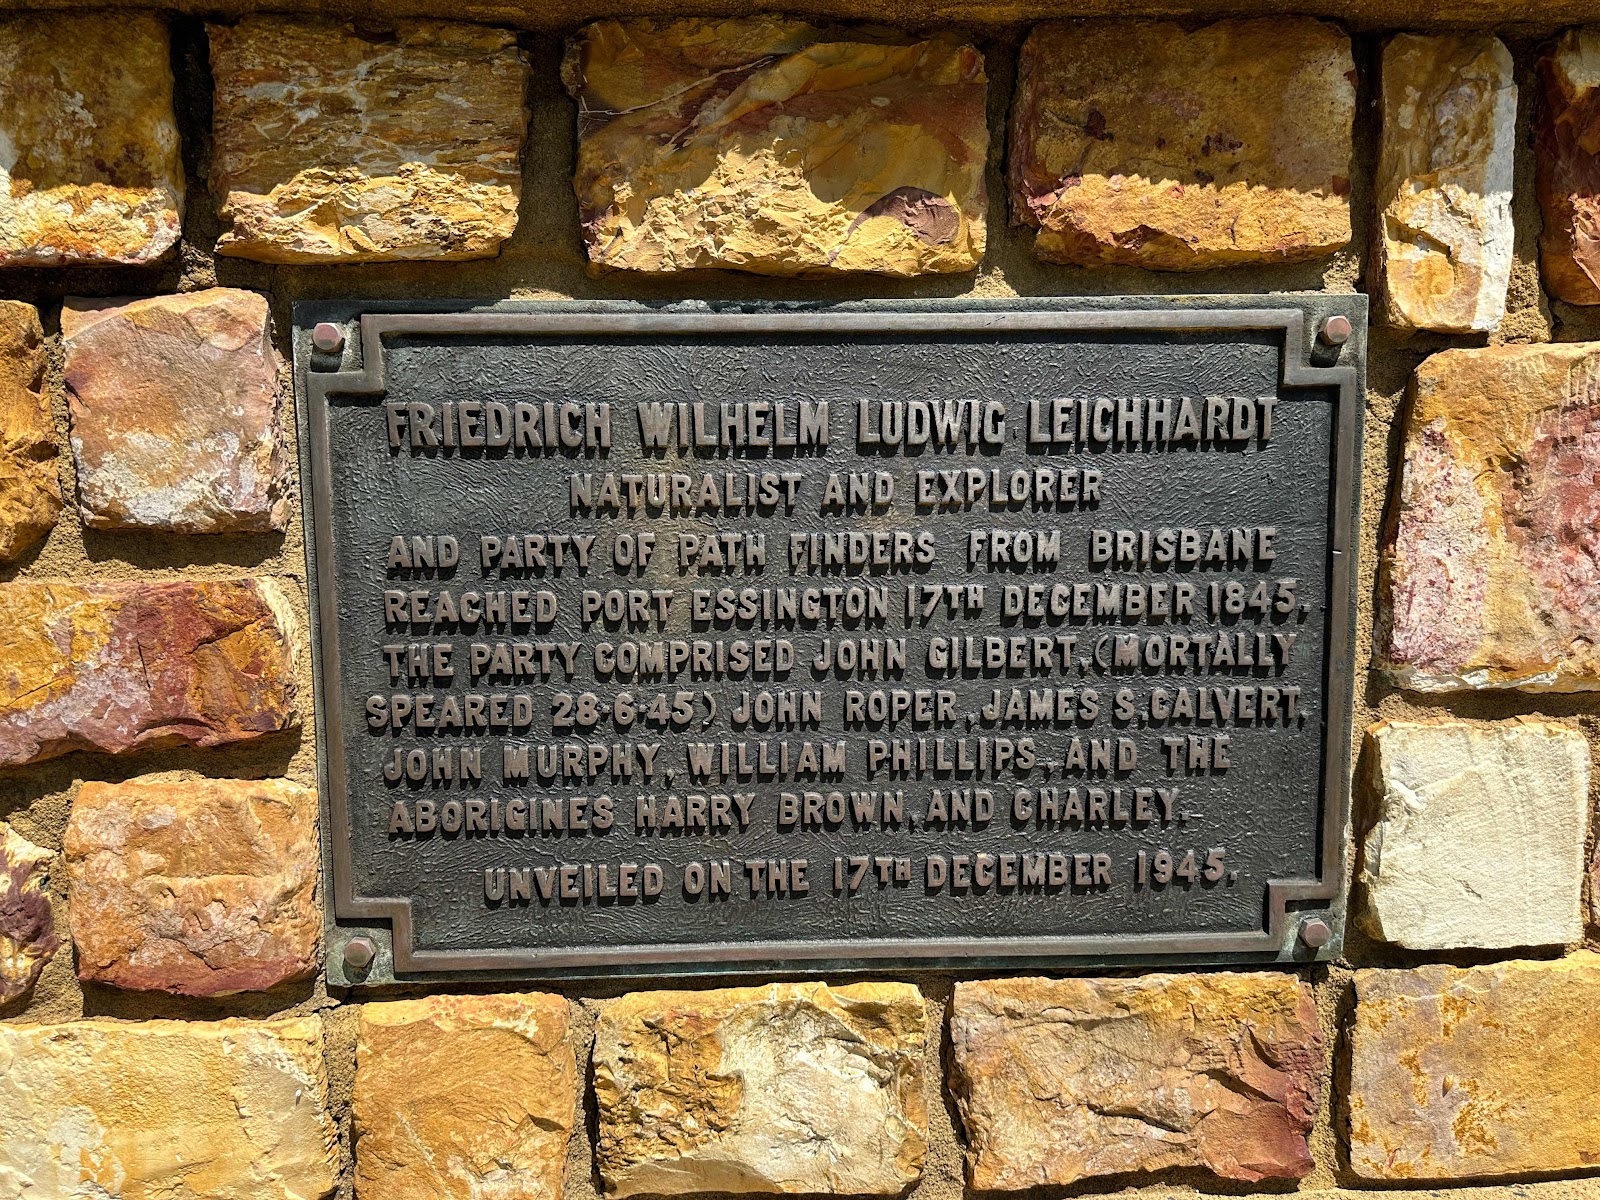 FRIEDRICH WILHELM LUDWIG LEICHHARDT
NATURALIST AND EXPLORER
AND PARTY OF PATH FINDERS FROM BRISBANE
REACHED PORT ESSINGTON 17TH DECEMBER 1845.
THE PARTY COMPRISED JOHN GILBERT, (MORTALLY
SPEARED 28·6·45) JOHN ROPER, JAMES S. CALVERT,
JOHN MURPHY, WILLIAM PHILLIPS, AND THE
ABORIGINES HARRY BROWN, AND CHARLEY.
UNVEILED ON THE 17TH DECEMBER 1945.